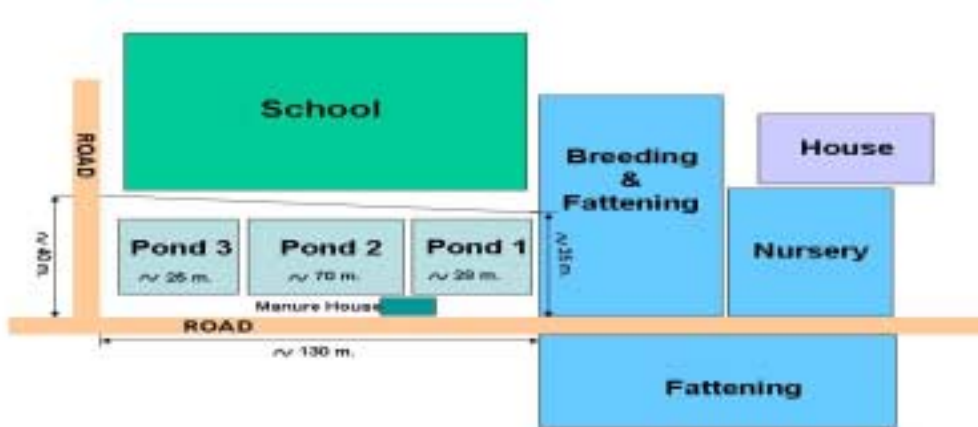 School
ROAD
Breeding
&
Fattening
House
Nursery
~ 40 m.
Pond 3
~ 25 m.
Pond 2
~ 70 m.
Pond 1
~ 29 m.
Manure House
ROAD
~ 130 m.
Fattening